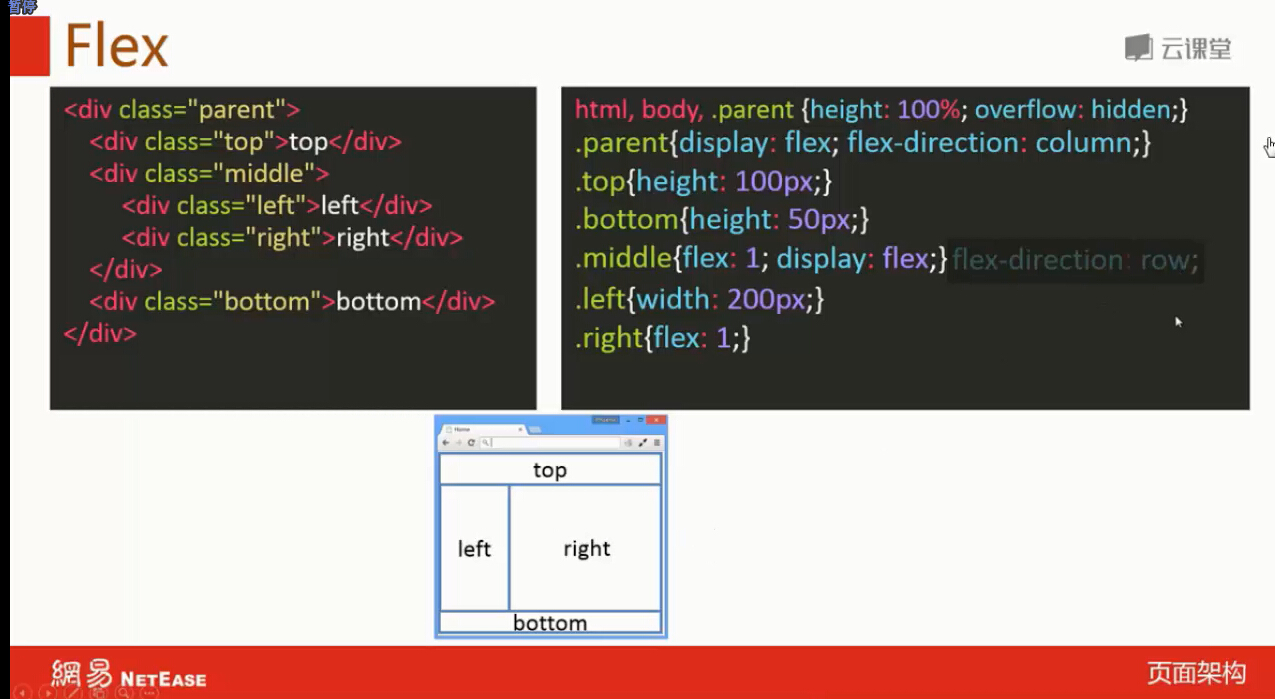 暂停
Flex
云课堂
<div class="parent">
<div class="top">top</div>
<div class="middle">
<div class="left">left</div>
<div class="right">right</div>
</div>
<div class="bottom">bottom</div>
</div>
html, body, .parent {height: 100%; overflow: hidden;}
.parent{display: flex; flex-direction: column;}
.top{height: 100px;}
.bottom{height: 50px;}
.middle{flex: 1; display: flex;} flex-direction: row;
.left{width: 200px;}
.right{flex: 1;}
Home
top
left right
bottom
網易 NETEASE
页面架构